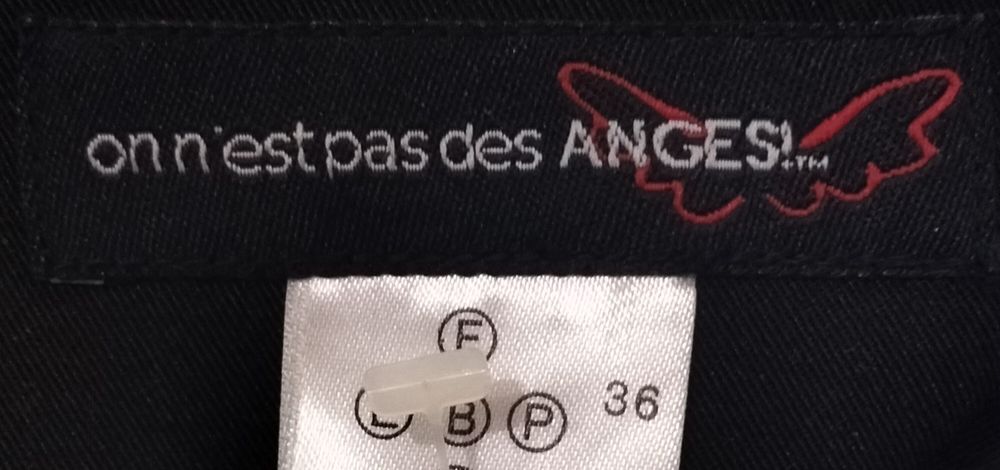 on n'est pas des ANGES!.™
F
B P 36